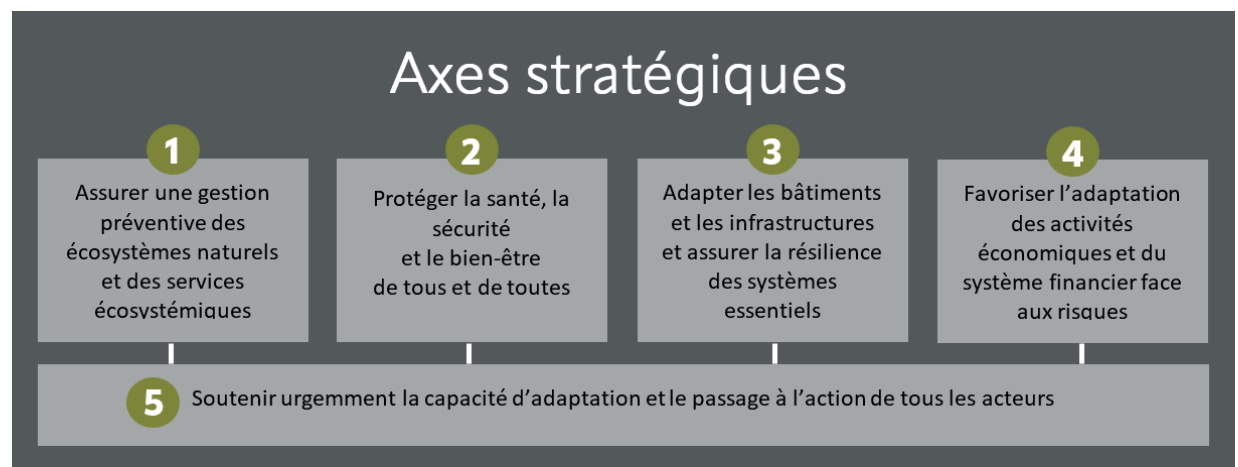 Axes stratégiques
1
Assurer une gestion
préventive des
écosystèmes naturels
et des services
écosystémiques
2
Protéger la santé, la
sécurité
et le bien-être
de tous et de toutes
3
Adapter les bâtiments
et les infrastructures
et assurer la résilience
des systèmes
essentiels
4
Favoriser l’adaptation
des activités
économiques et du
système financier face
aux risques
5
Soutenir urgemment la capacité d’adaptation et le passage à l’action de tous les acteurs